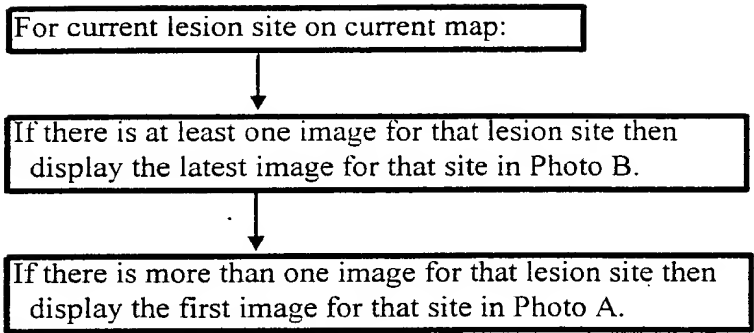 For current lesion site on current map:
If there is at least one image for that lesion site then
display the latest image for that site in Photo B.
If there is more than one image for that lesion site then
display the first image for that site in Photo A.